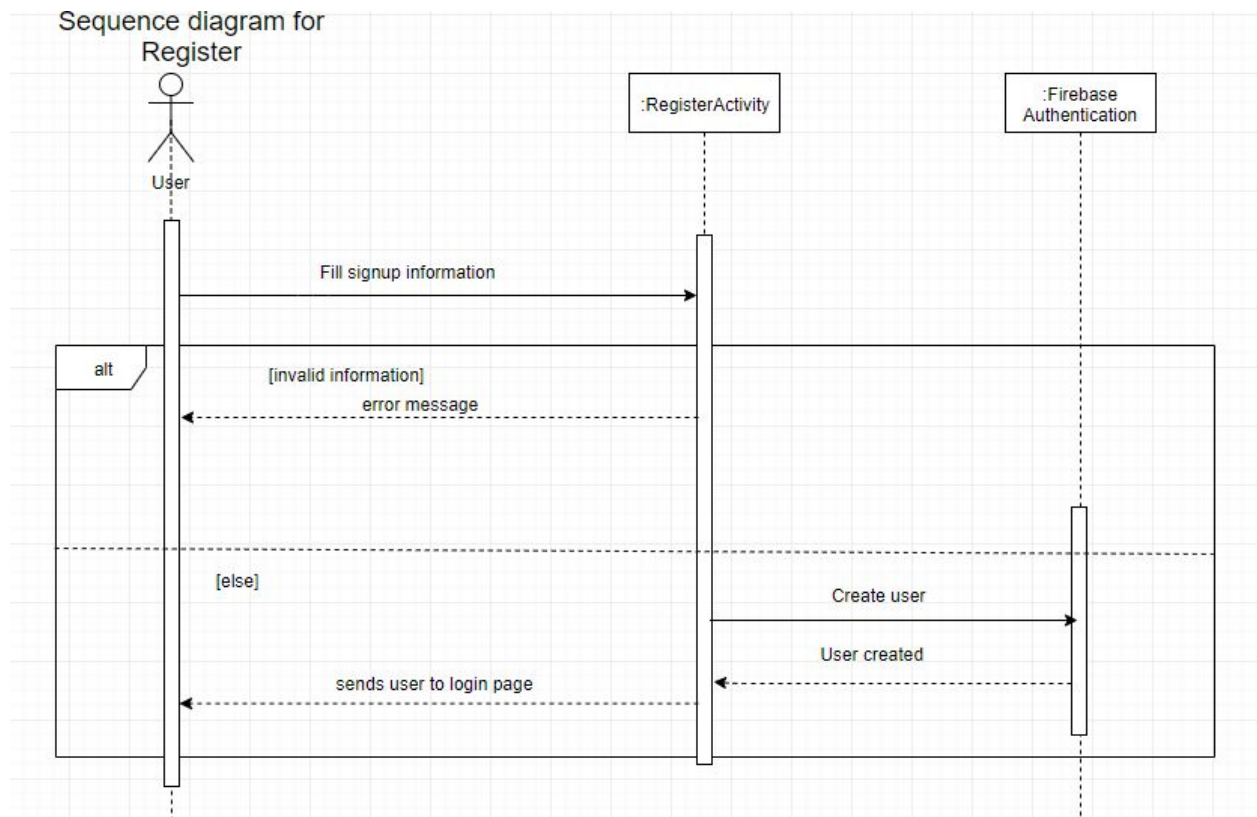 Sequence diagram for
Register
:RegisterActivity
:Firebase
Authentication
User
Fill signup information
alt
[invalid information]
error message
[else]
Create user
User created
sends user to login page